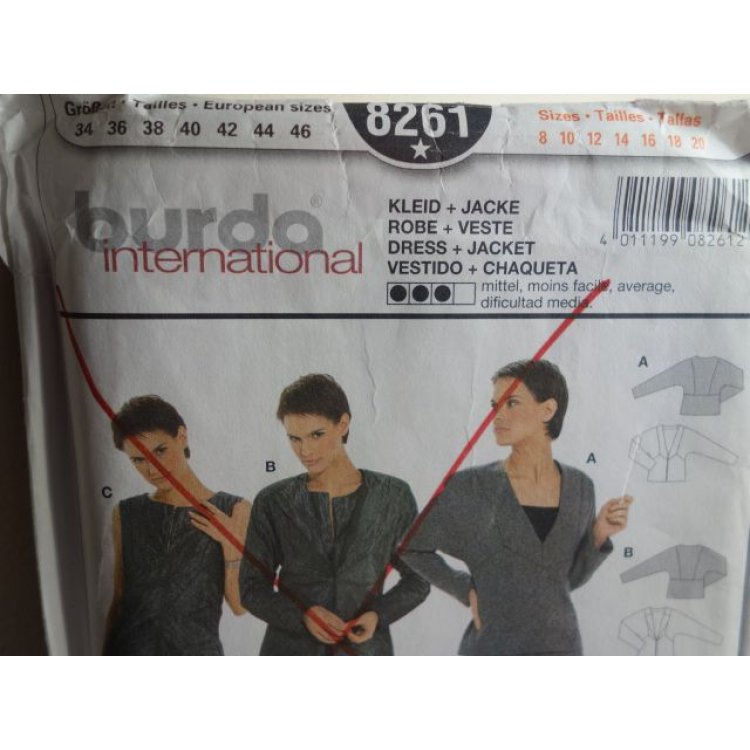 Größen · Tailles · European sizes
34 36 38 40 42 44 46
8261
Sizes · Tailles · Tallas
8 10 12 14 16 18 20
burda
international
KLEID + JACKE
ROBE + VESTE
DRESS + JACKET
VESTIDO + CHAQUETA
mittel, moins facile, average,
dificultad media.
4 011199 082612
A
B
C
B
A